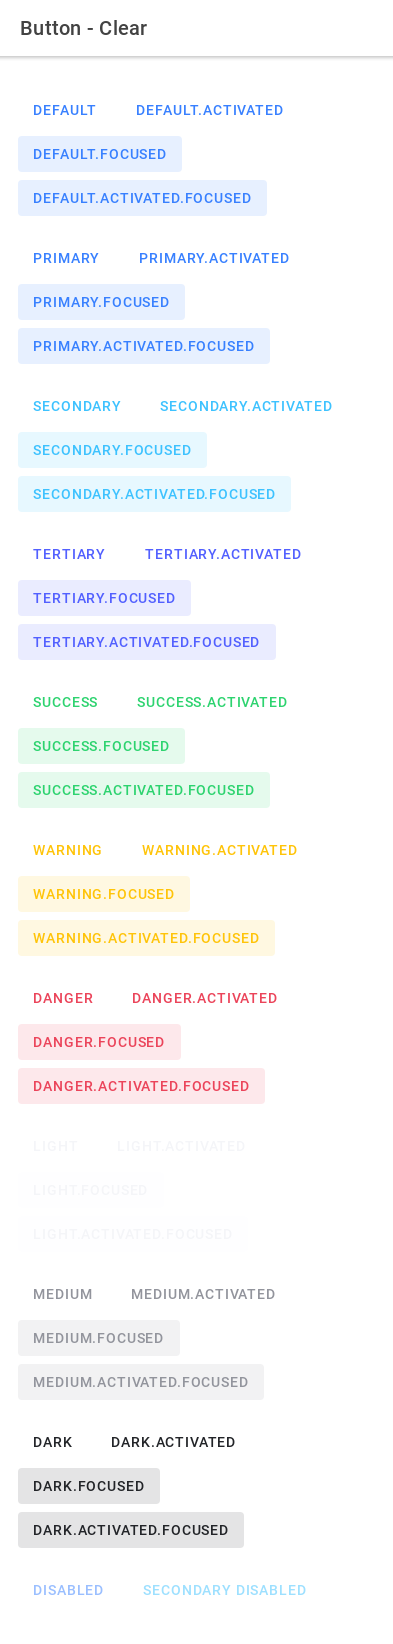 Button - Clear
DEFAULT DEFAULT.ACTIVATED
DEFAULT.FOCUSED
DEFAULT.ACTIVATED.FOCUSED
PRIMARY PRIMARY.ACTIVATED
PRIMARY.FOCUSED
PRIMARY.ACTIVATED.FOCUSED
SECONDARY SECONDARY.ACTIVATED
SECONDARY.FOCUSED
SECONDARY.ACTIVATED.FOCUSED
TERTIARY TERTIARY.ACTIVATED
TERTIARY.FOCUSED
TERTIARY.ACTIVATED.FOCUSED
SUCCESS SUCCESS.ACTIVATED
SUCCESS.FOCUSED
SUCCESS.ACTIVATED.FOCUSED
WARNING WARNING.ACTIVATED
WARNING.FOCUSED
WARNING.ACTIVATED.FOCUSED
DANGER DANGER.ACTIVATED
DANGER.FOCUSED
DANGER.ACTIVATED.FOCUSED
LIGHT LIGHT.ACTIVATED
LIGHT.FOCUSED
LIGHT.ACTIVATED.FOCUSED
MEDIUM MEDIUM.ACTIVATED
MEDIUM.FOCUSED
MEDIUM.ACTIVATED.FOCUSED
DARK DARK.ACTIVATED
DARK.FOCUSED
DARK.ACTIVATED.FOCUSED
DISABLED SECONDARY DISABLED